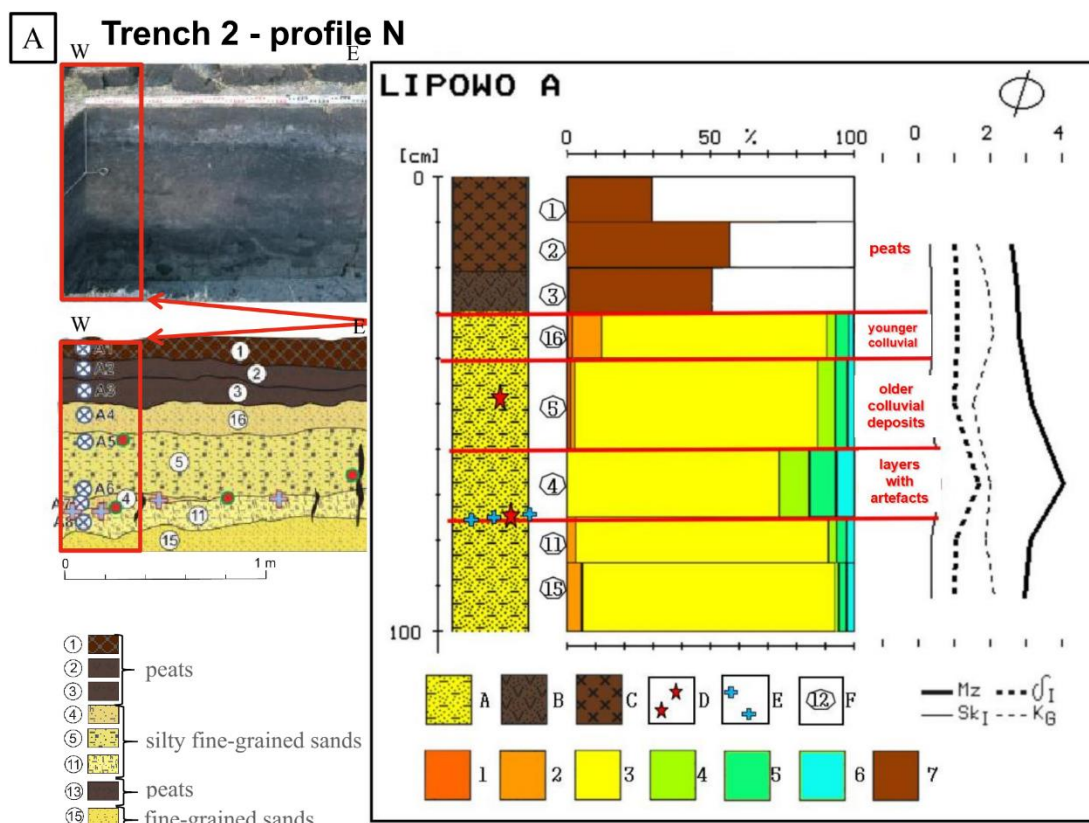 A Trench 2 - profile N
W E
W E
A1 1
A2 2
A3 3
A4 16
A5 5
A6
A7 4
A8 11
15
0 1 m
1 peats
2
3
4 silty fine-grained sands
5
11
13 peats
15 fine-grained sands
LIPOWO A
0 50 % 100 0 2 4
[cm]
0
1
2 peats
3
16 younger colluvial
5 older colluvial deposits
4 layers with artefacts
11
15
100
A B C D E 12 F
1 2 3 4 5 6 7
Mz δI
SkI KG